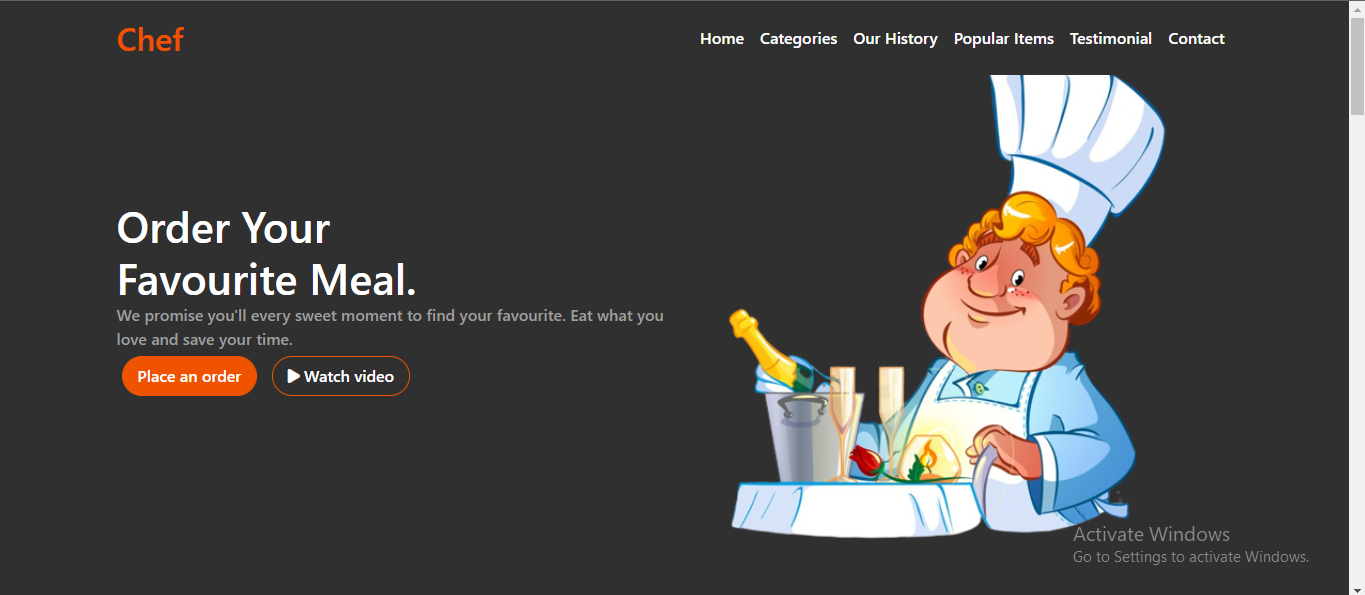 Chef
Home Categories Our History Popular Items Testimonial Contact
Order Your
Favourite Meal.
We promise you'll every sweet moment to find your favourite. Eat what you
love and save your time.
Place an order Watch video
Activate Windows
Go to Settings to activate Windows.